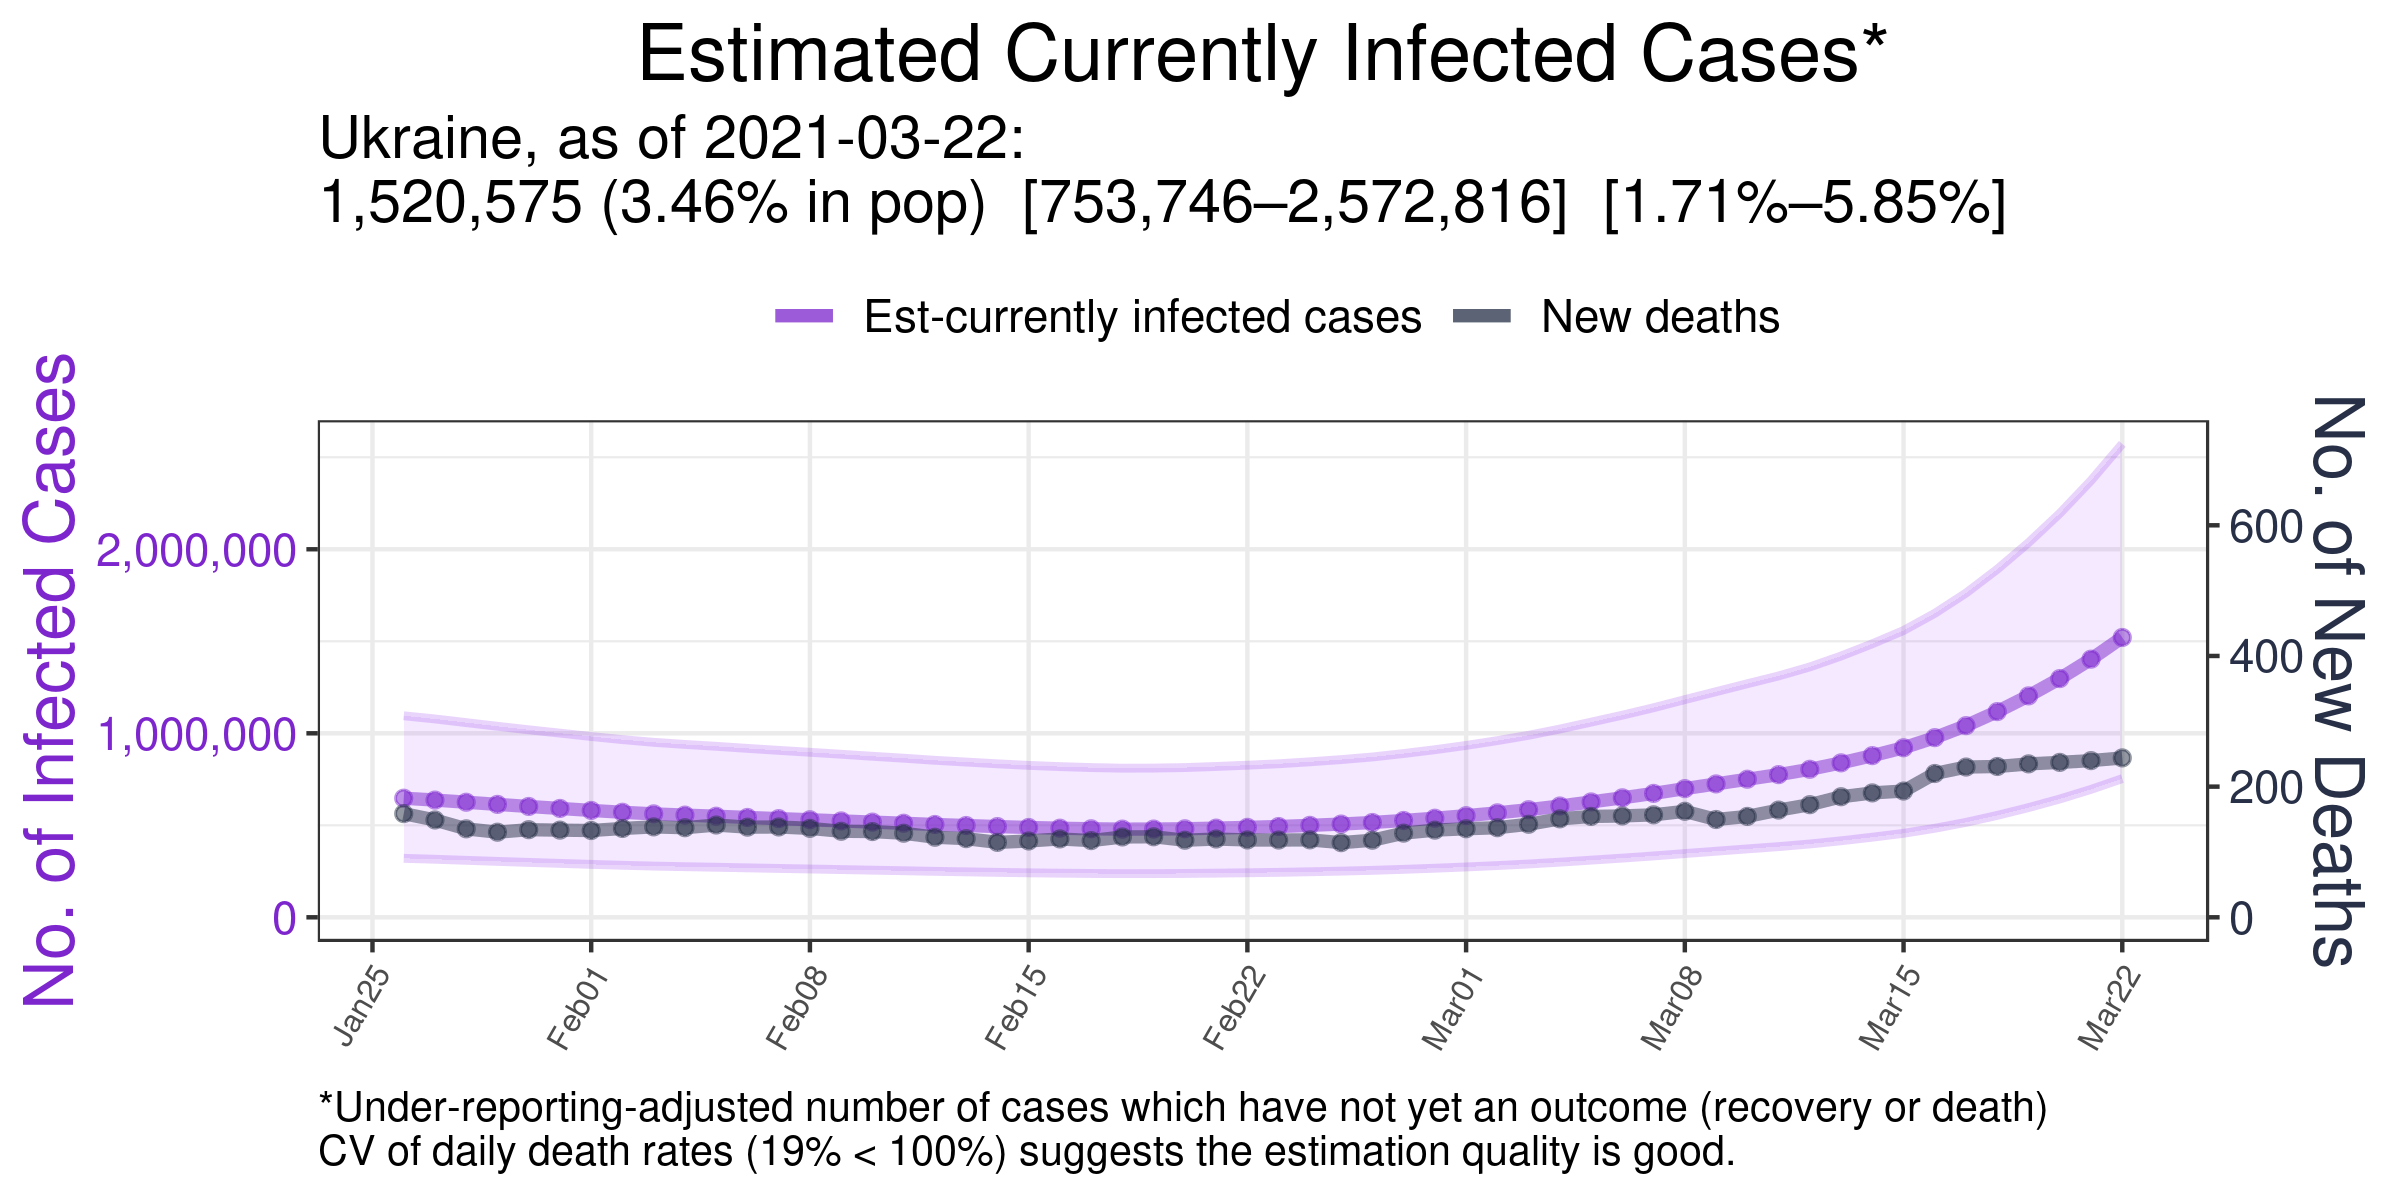 Estimated Currently Infected Cases*
Ukraine, as of 2021-03-22:
1,520,575 (3.46% in pop) [753,746–2,572,816] [1.71%–5.85%]
Est-currently infected cases
New deaths
No. of Infected Cases
2,000,000
1,000,000
0
600
400
200
0
No. of New Deaths
Jan25
Feb01
Feb08
Feb15
Feb22
Mar01
Mar08
Mar15
Mar22
*Under-reporting-adjusted number of cases which have not yet an outcome (recovery or death)
CV of daily death rates (19% < 100%) suggests the estimation quality is good.